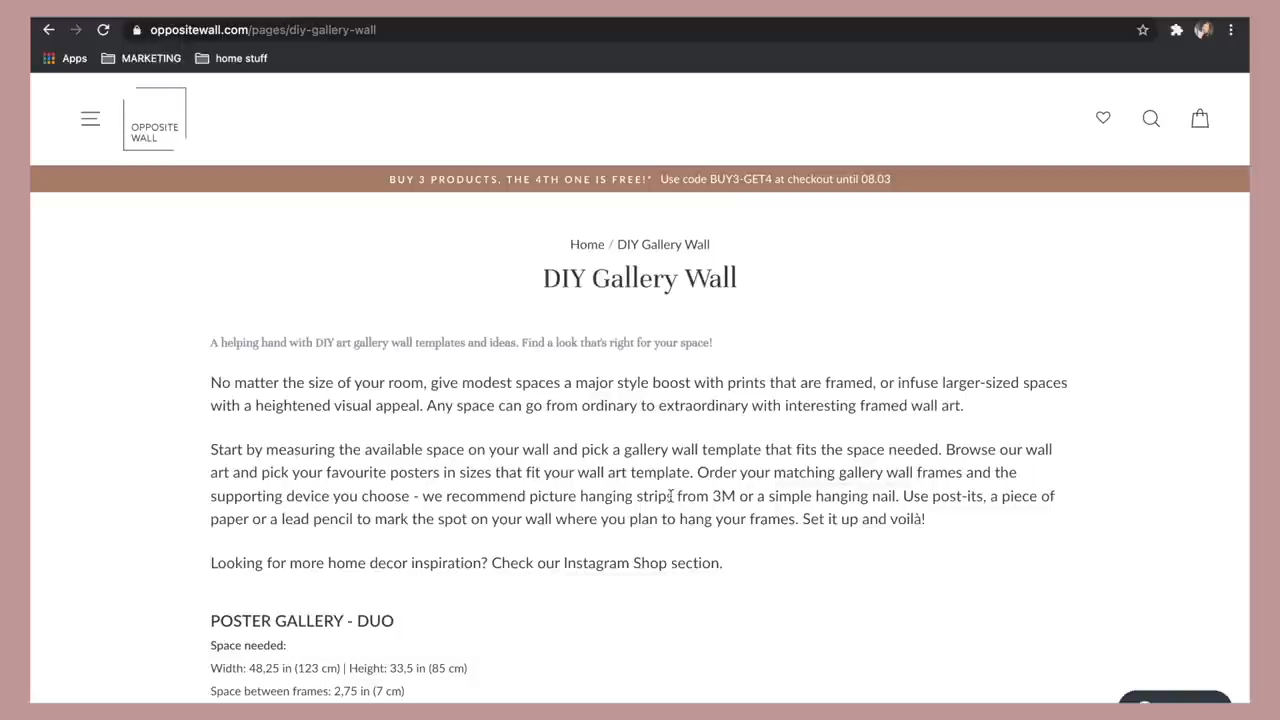 oppositewall.com/pages/diy-gallery-wall
Apps MARKETING home stuff
OPPOSITE
WALL
BUY 3 PRODUCTS. THE 4TH ONE IS FREE!* Use code BUY3-GET4 at checkout until 08.03
Home / DIY Gallery Wall
DIY Gallery Wall
A helping hand with DIY art gallery wall templates and ideas. Find a look that's right for your space!
No matter the size of your room, give modest spaces a major style boost with prints that are framed, or infuse larger-sized spaces
with a heightened visual appeal. Any space can go from ordinary to extraordinary with interesting framed wall art.
Start by measuring the available space on your wall and pick a gallery wall template that fits the space needed. Browse our wall
art and pick your favourite posters in sizes that fit your wall art template. Order your matching gallery wall frames and the
supporting device you choose - we recommend picture hanging strips from 3M or a simple hanging nail. Use post-its, a piece of
paper or a lead pencil to mark the spot on your wall where you plan to hang your frames. Set it up and voilà!
Looking for more home decor inspiration? Check our Instagram Shop section.
POSTER GALLERY - DUO
Space needed:
Width: 48,25 in (123 cm) | Height: 33,5 in (85 cm)
Space between frames: 2,75 in (7 cm)